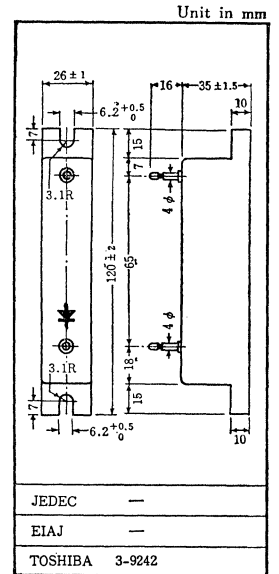 Unit in mm
26 ± 1
6.2 +0.5 0
16
35 ± 1.5
10
7
15
7
3.1R
4 φ
120 ± 2
65
4 φ
3.1R
18
7
15
6.2 +0.5 0
10
JEDEC —
EIAJ —
TOSHIBA 3-9242